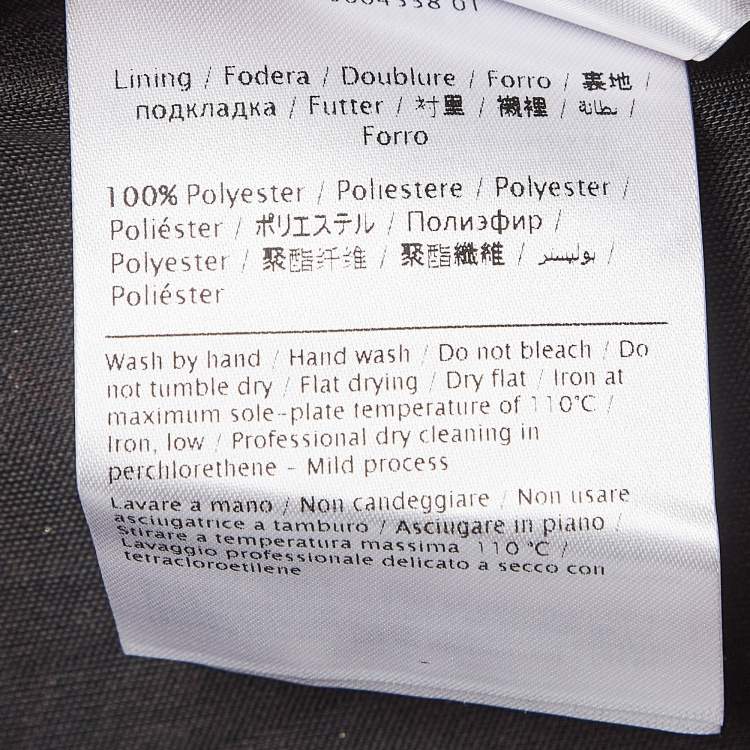 Lining / Fodera / Doublure / Forro / 裏地 /
подкладка / Futter / 衬里 / 襯裡 / بطانة /
Forro
100% Polyester / Poliestere / Polyester /
Poliéster / ポリエステル / Полиэфир /
Polyester / 聚酯纤维 / 聚酯纖維 / بوليستر /
Poliéster
Wash by hand / Hand wash / Do not bleach / Do
not tumble dry / Flat drying / Dry flat / Iron at
maximum sole-plate temperature of 110°C /
Iron, low / Professional dry cleaning in
perchlorethene - Mild process
Lavare a mano / Non candeggiare / Non usare
asciugatrice a tamburo / Asciugare in piano /
Stirare a temperatura massima 110°C /
Lavaggio professionale delicato a secco con
tetracloroetilene